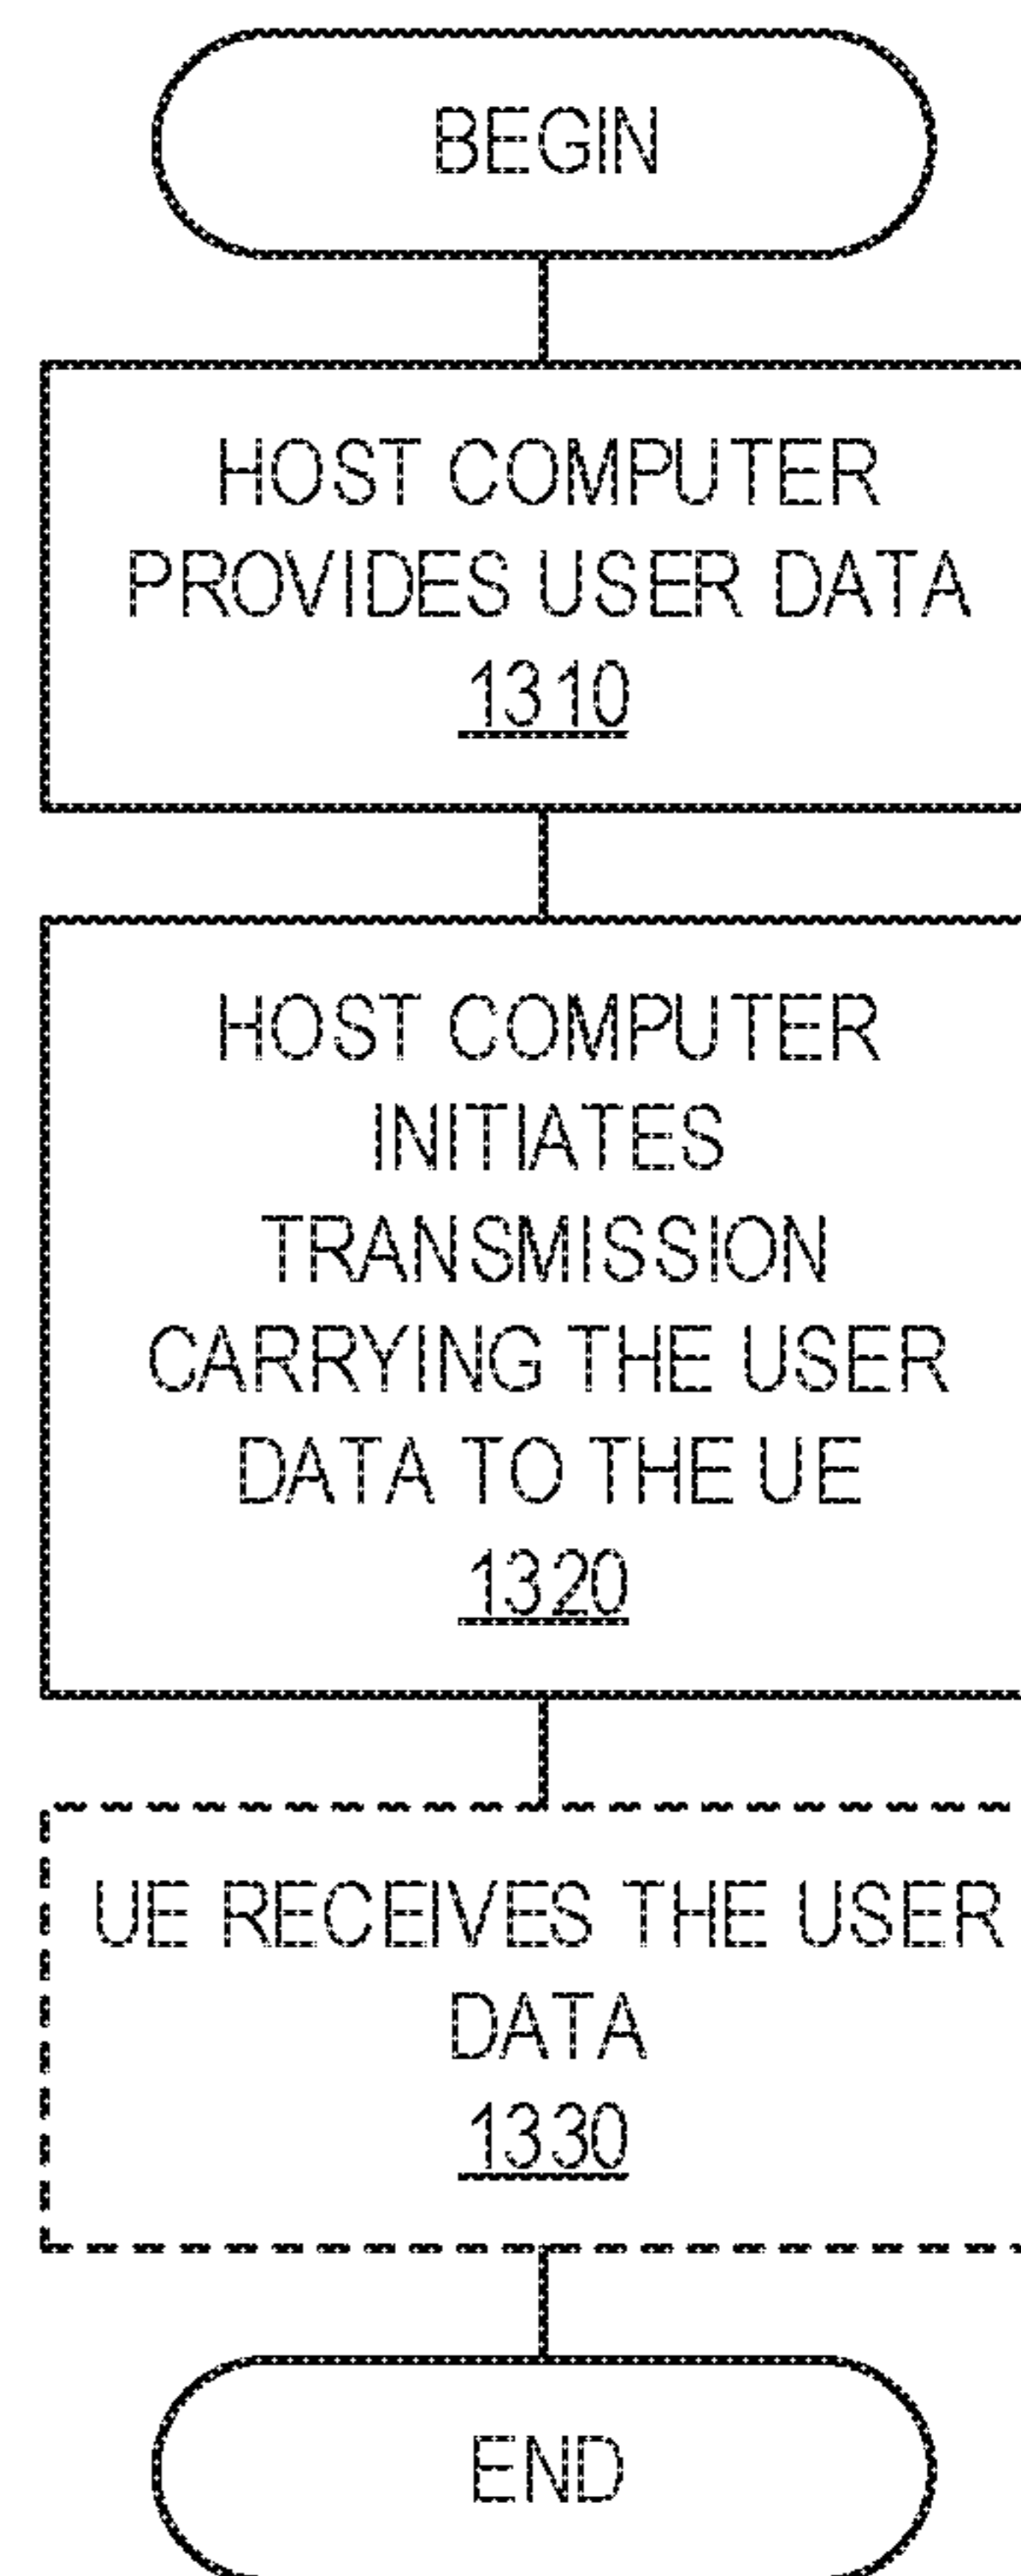 BEGIN
HOST COMPUTER
PROVIDES USER DATA
1310
HOST COMPUTER
INITIATES
TRANSMISSION
CARRYING THE USER
DATA TO THE UE
1320
UE RECEIVES THE USER
DATA
1330
END